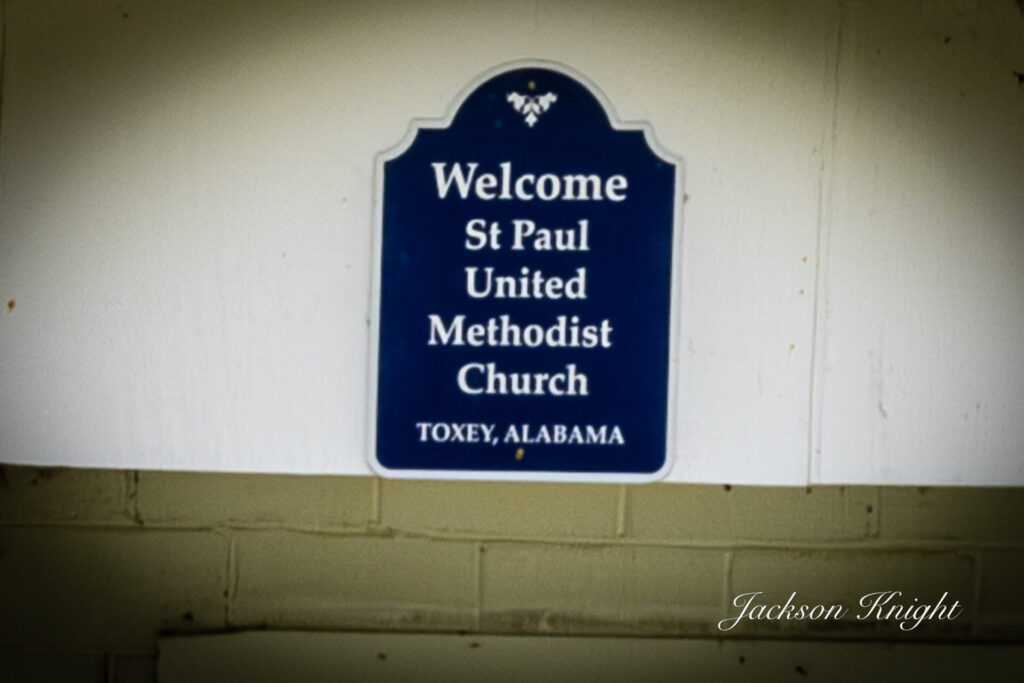 Welcome
St Paul
United
Methodist
Church
TOXEY, ALABAMA
Jackson Knight